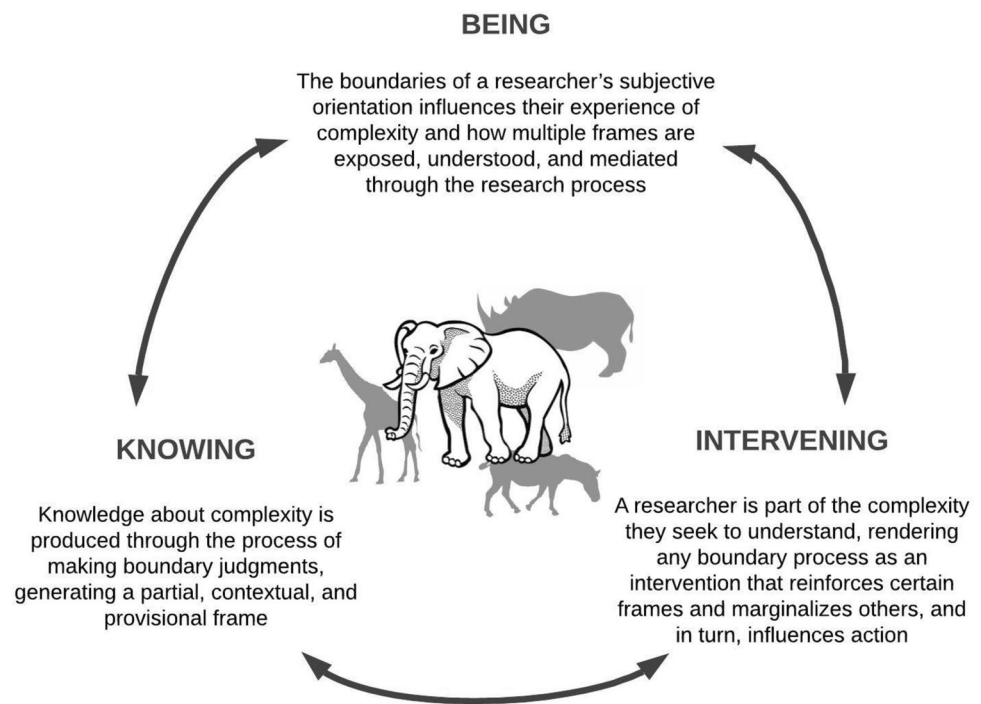 BEING
The boundaries of a researcher’s subjective
orientation influences their experience of
complexity and how multiple frames are
exposed, understood, and mediated
through the research process
KNOWING
Knowledge about complexity is
produced through the process of
making boundary judgments,
generating a partial, contextual, and
provisional frame
INTERVENING
A researcher is part of the complexity
they seek to understand, rendering
any boundary process as an
intervention that reinforces certain
frames and marginalizes others, and
in turn, influences action